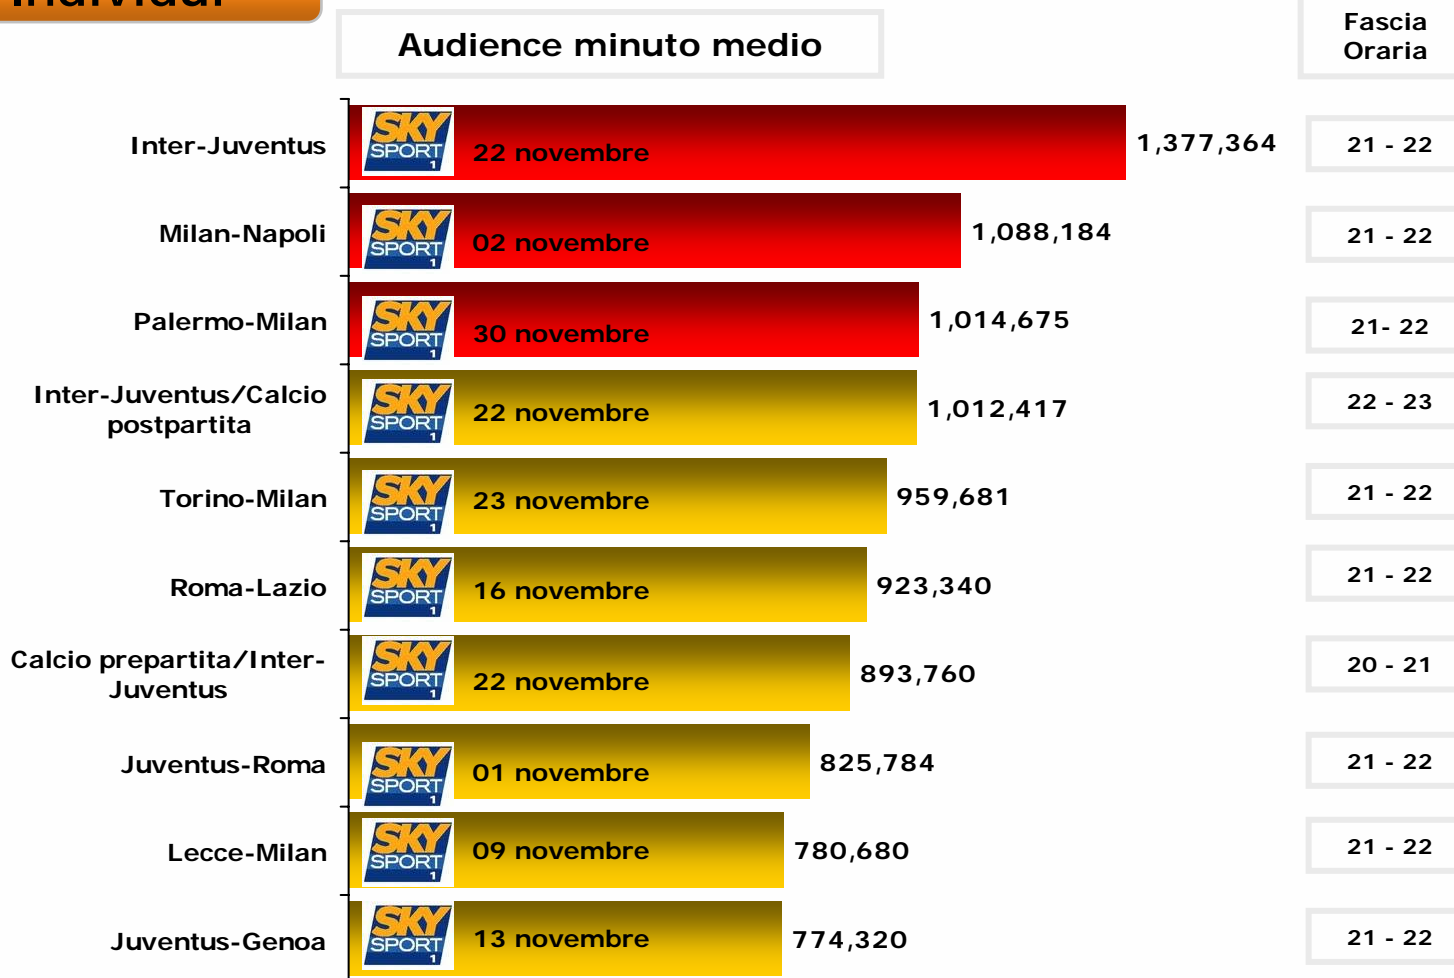 Individui
Audience minuto medio
Fascia
Oraria
Inter-Juventus
SKY
SPORT
1
22 novembre
1,377,364
21 - 22
Milan-Napoli
SKY
SPORT
1
02 novembre
1,088,184
21 - 22
Palermo-Milan
SKY
SPORT
1
30 novembre
1,014,675
21- 22
Inter-Juventus/Calcio
postpartita
SKY
SPORT
1
22 novembre
1,012,417
22 - 23
Torino-Milan
SKY
SPORT
1
23 novembre
959,681
21 - 22
Roma-Lazio
SKY
SPORT
1
16 novembre
923,340
21 - 22
Calcio prepartita/Inter-
Juventus
SKY
SPORT
1
22 novembre
893,760
20 - 21
Juventus-Roma
SKY
SPORT
1
01 novembre
825,784
21 - 22
Lecce-Milan
SKY
SPORT
1
09 novembre
780,680
21 - 22
Juventus-Genoa
SKY
SPORT
1
13 novembre
774,320
21 - 22